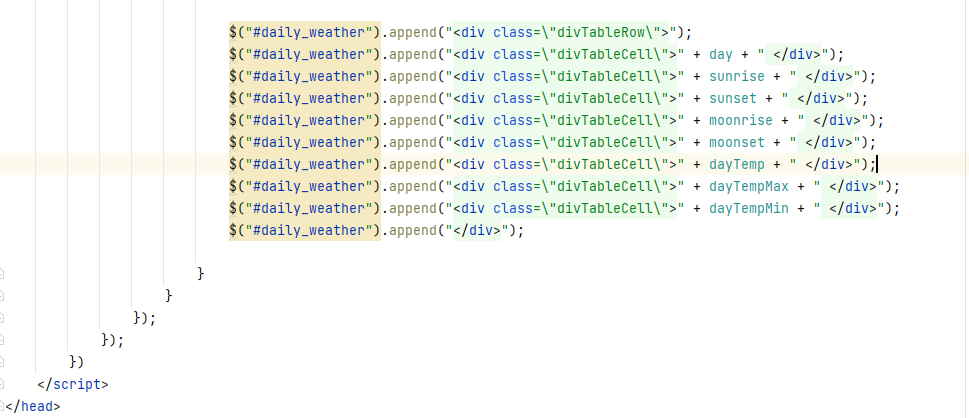 $("#daily_weather").append("<div class=\"divTableRow\">");
$("#daily_weather").append("<div class=\"divTableCell\">" + day + " </div>");
$("#daily_weather").append("<div class=\"divTableCell\">" + sunrise + " </div>");
$("#daily_weather").append("<div class=\"divTableCell\">" + sunset + " </div>");
$("#daily_weather").append("<div class=\"divTableCell\">" + moonrise + " </div>");
$("#daily_weather").append("<div class=\"divTableCell\">" + moonset + " </div>");
$("#daily_weather").append("<div class=\"divTableCell\">" + dayTemp + " </div>");
$("#daily_weather").append("<div class=\"divTableCell\">" + dayTempMax + " </div>");
$("#daily_weather").append("<div class=\"divTableCell\">" + dayTempMin + " </div>");
$("#daily_weather").append("</div>");
}
}
});
});
})
</script>
</head>